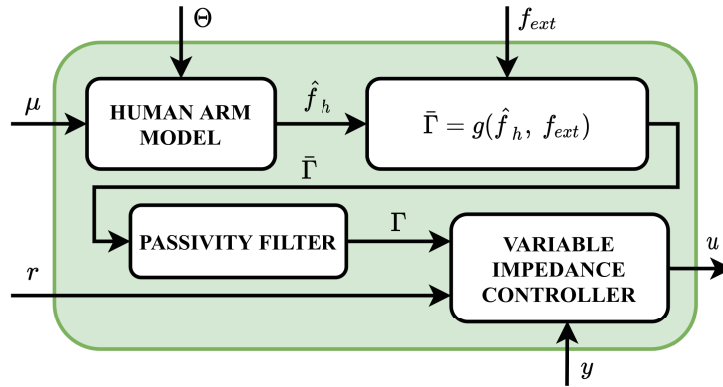 Θ
f_ext
μ
HUMAN ARM
MODEL
f̂_h
Γ̄ = g(f̂_h, f_ext)
Γ̄
PASSIVITY FILTER
Γ
VARIABLE
IMPEDANCE
CONTROLLER
u
r
y